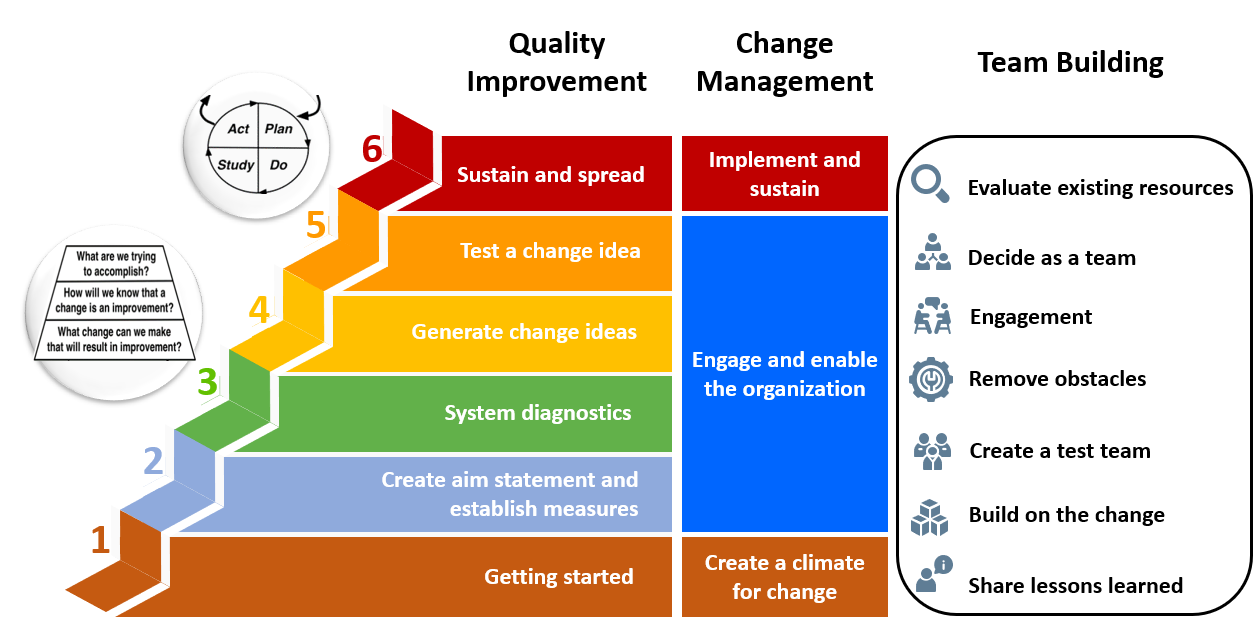 Quality
Improvement
Change
Management
Team Building
Act
Plan
Study
Do
What are we trying
to accomplish?
How will we know that a
change is an improvement?
What change can we make
that will result in improvement?
6
Sustain and spread
5
Test a change idea
4
Generate change ideas
3
System diagnostics
2
Create aim statement and
establish measures
1
Getting started
Implement and
sustain
Engage and enable
the organization
Create a climate
for change
Evaluate existing resources
Decide as a team
Engagement
Remove obstacles
Create a test team
Build on the change
i
Share lessons learned